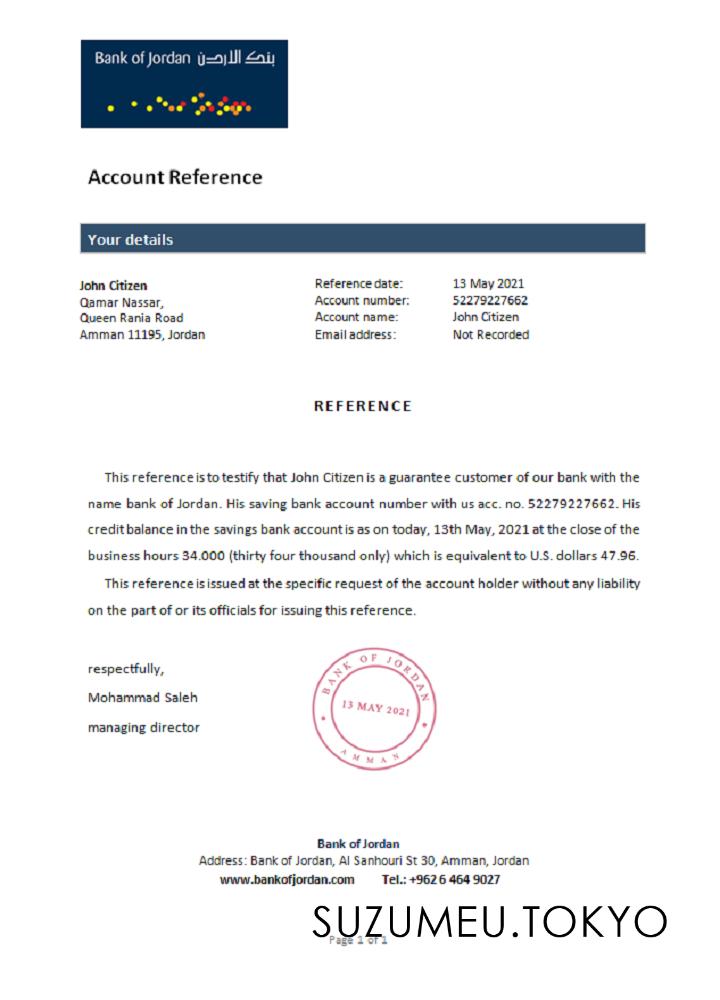 Bank of Jordan بنك الأردن
Account Reference
Your details
John Citizen
Qamar Nassar,
Queen Rania Road
Amman 11195, Jordan
Reference date: 13 May 2021
Account number: 52279227662
Account name: John Citizen
Email address: Not Recorded
REFERENCE
This reference is to testify that John Citizen is a guarantee customer of our bank with the
name bank of Jordan. His saving bank account number with us acc. no. 52279227662. His
credit balance in the savings bank account is as on today, 13th May, 2021 at the close of the
business hours 34.000 (thirty four thousand only) which is equivalent to U.S. dollars 47.96.
This reference is issued at the specific request of the account holder without any liability
on the part of or its officials for issuing this reference.
respectfully,
Mohammad Saleh
managing director
BANK OF JORDAN
13 MAY 2021
AMMAN
Bank of Jordan
Address: Bank of Jordan, Al Sanhouri St 30, Amman, Jordan
www.bankofjordan.com Tel.: +962 6 464 9027
SUZUMEU.TOKYO
Page 1 of 1